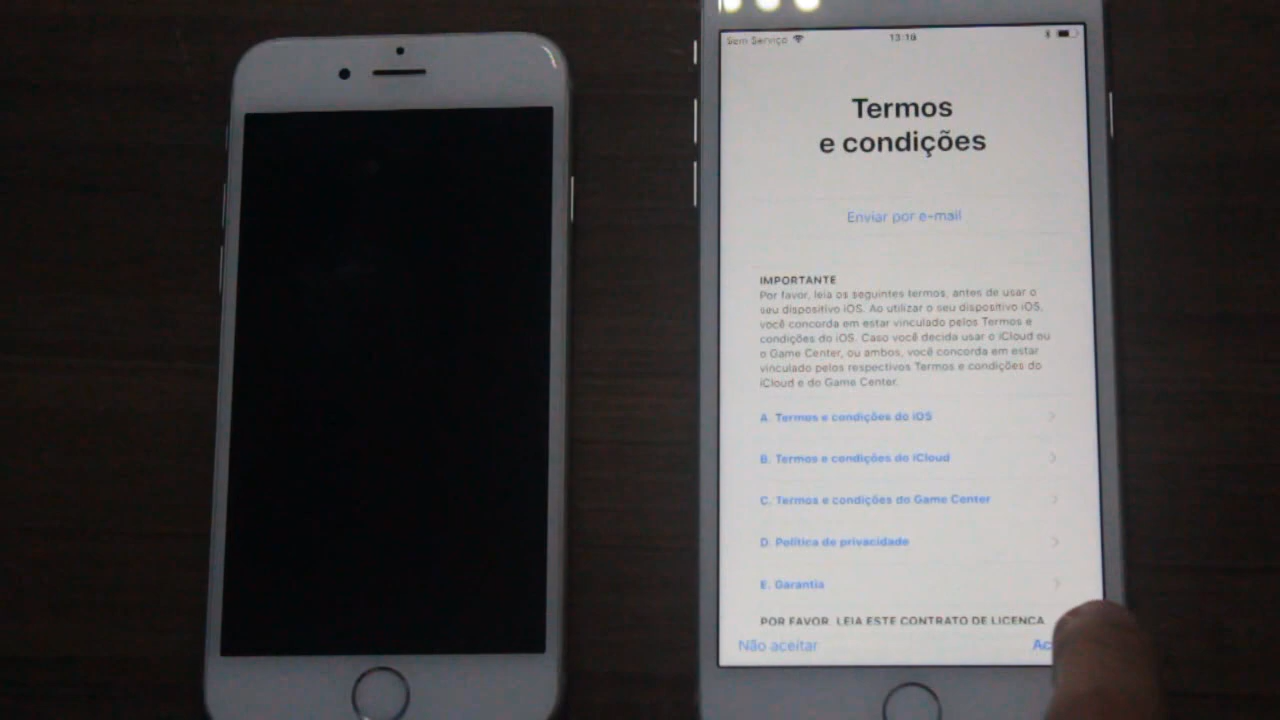 Sem Serviço
13:16
Termos
e condições
Enviar por e-mail
IMPORTANTE
Por favor, leia os seguintes termos, antes de usar o
seu dispositivo iOS. Ao utilizar o seu dispositivo iOS,
você concorda em estar vinculado pelos Termos e
condições do iOS. Caso você decida usar o iCloud ou
o Game Center, ou ambos, você concorda em estar
vinculado pelos respectivos Termos e condições do
iCloud e do Game Center.
A. Termos e condições do iOS
B. Termos e condições do iCloud
C. Termos e condições do Game Center
D. Política de privacidade
E. Garantia
POR FAVOR, LEIA ESTE CONTRATO DE LICENÇA
Não aceitar
Ac